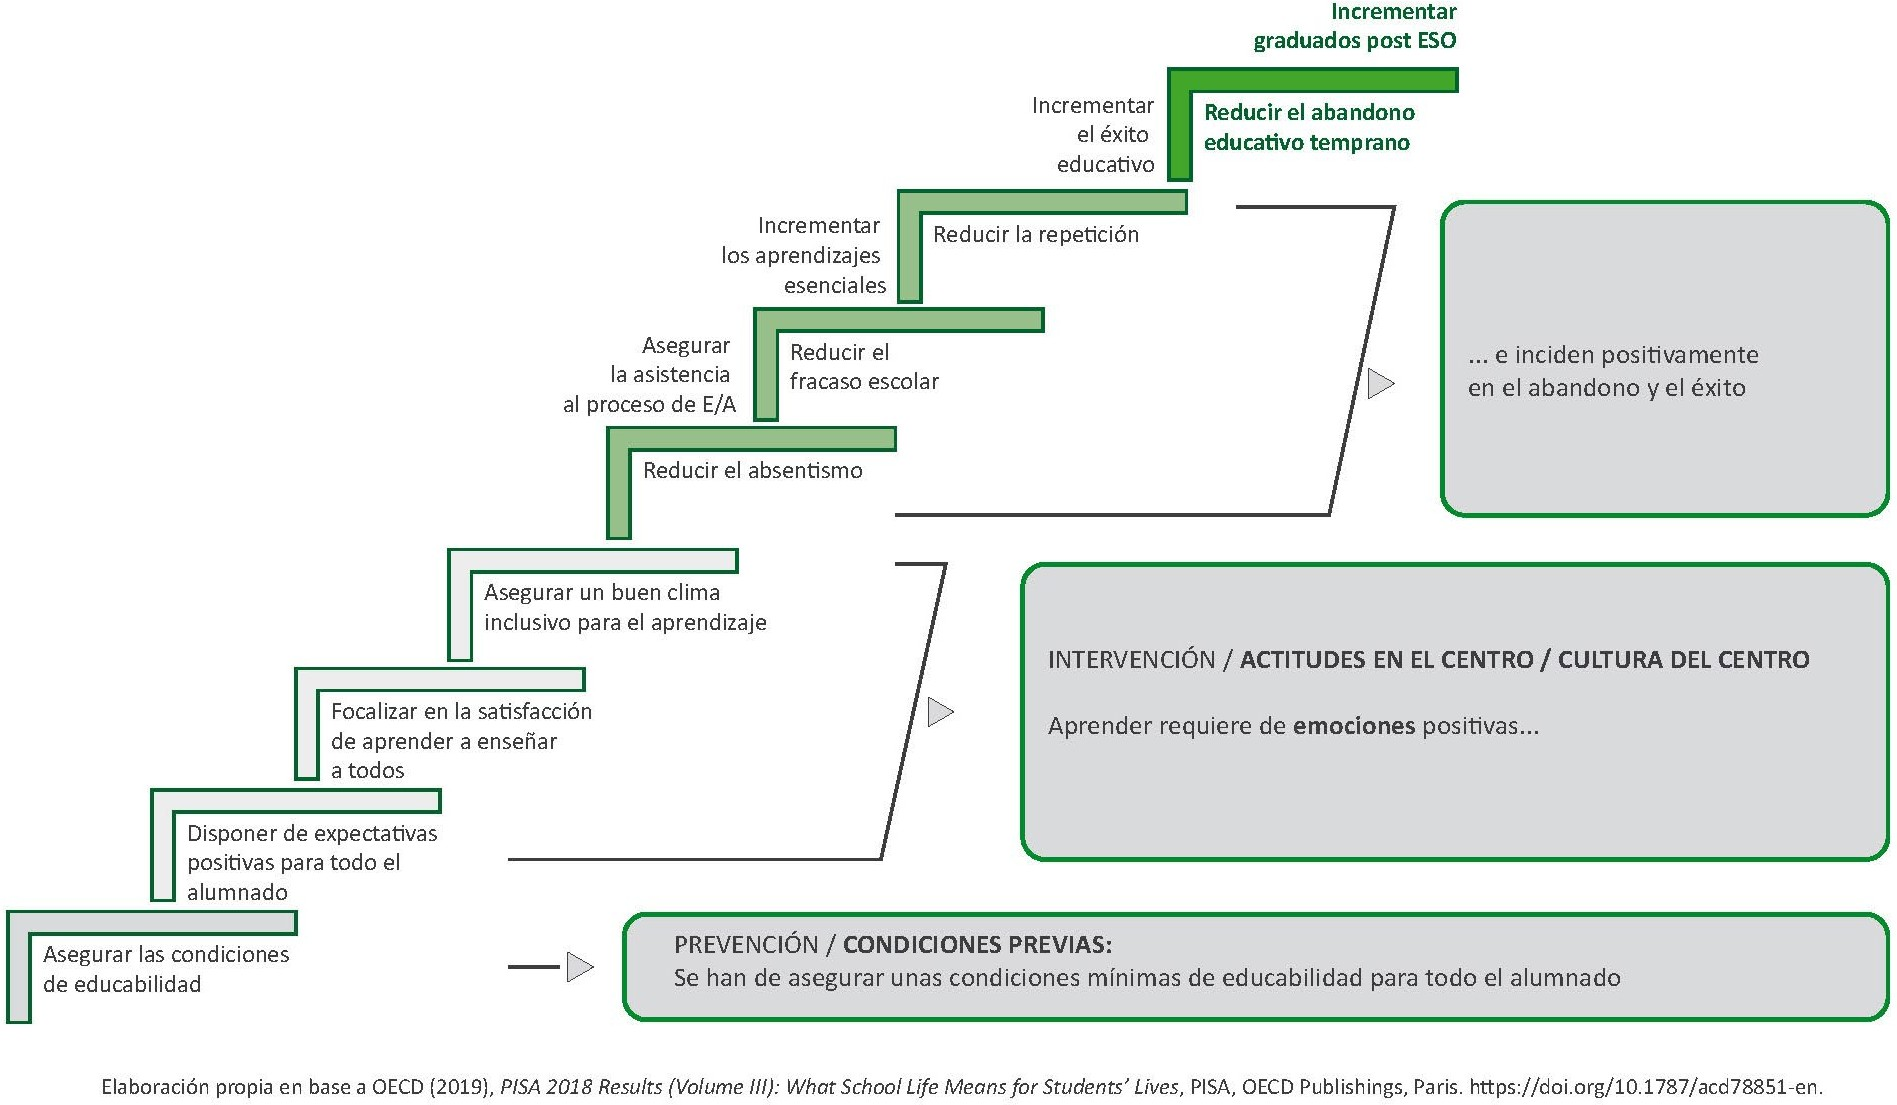 Incrementar
graduados post ESO
Incrementar
el éxito
educativo
Reducir el abandono
educativo temprano
Incrementar
los aprendizajes
esenciales
Reducir la repetición
Asegurar
la asistencia
al proceso de E/A
Reducir el
fracaso escolar
... e inciden positivamente
en el abandono y el éxito
Reducir el absentismo
Asegurar un buen clima
inclusivo para el aprendizaje
INTERVENCIÓN / ACTITUDES EN EL CENTRO / CULTURA DEL CENTRO
Aprender requiere de emociones positivas...
Focalizar en la satisfacción
de aprender a enseñar
a todos
Disponer de expectativas
positivas para todo el
alumnado
Asegurar las condiciones
de educabilidad
PREVENCIÓN / CONDICIONES PREVIAS:
Se han de asegurar unas condiciones mínimas de educabilidad para todo el alumnado
Elaboración propia en base a OECD (2019), PISA 2018 Results (Volume III): What School Life Means for Students’ Lives, PISA, OECD Publishings, Paris. https://doi.org/10.1787/acd78851-en.